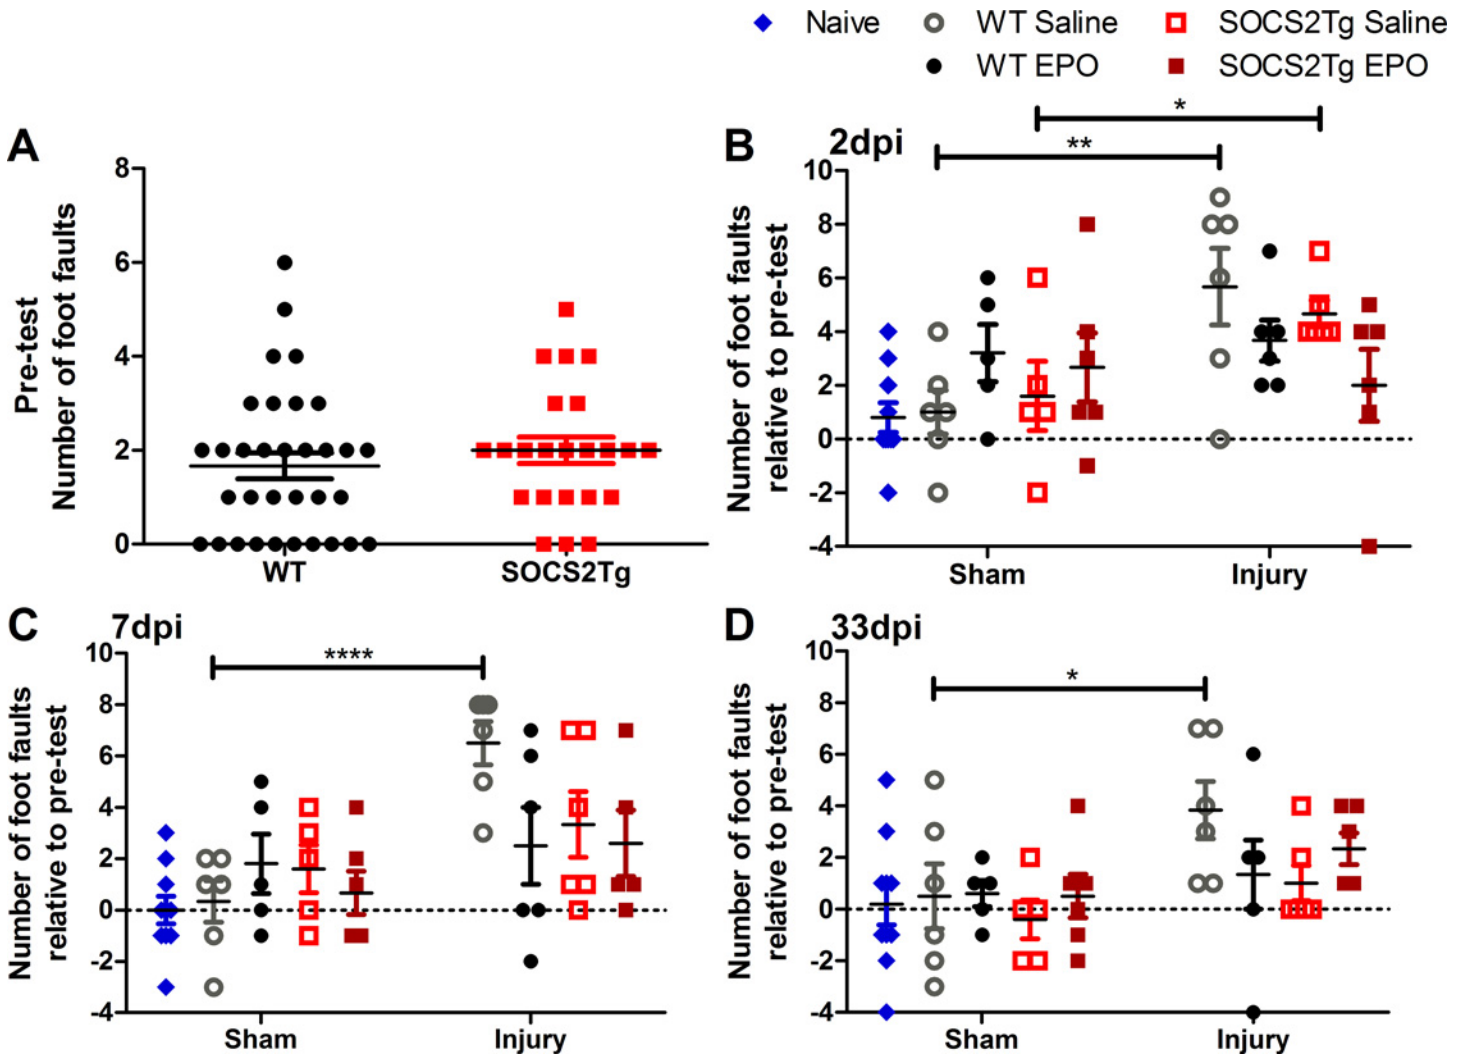 Naive WT Saline SOCS2Tg Saline
WT EPO SOCS2Tg EPO
A
Pre-test
Number of foot faults
8
6
4
2
0
WT SOCS2Tg
B 2dpi
*
**
Number of foot faults
relative to pre-test
10
8
6
4
2
0
-2
-4
Sham Injury
C 7dpi
****
Number of foot faults
relative to pre-test
10
8
6
4
2
0
-2
-4
Sham Injury
D 33dpi
*
Number of foot faults
relative to pre-test
10
8
6
4
2
0
-2
-4
Sham Injury